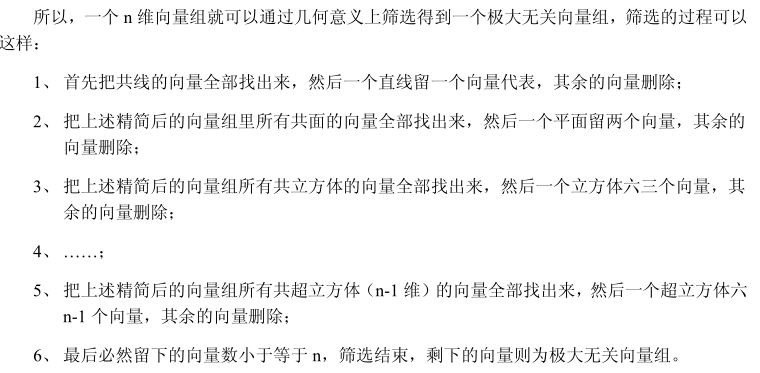 所以，一个 n 维向量组就可以通过几何意义上筛选得到一个极大无关向量组，筛选的过程可以
这样：
1、 首先把共线的向量全部找出来，然后一个直线留一个向量代表，其余的向量删除；
2、 把上述精简后的向量组里所有共面的向量全部找出来，然后一个平面留两个向量，其余的
向量删除；
3、 把上述精简后的向量组所有共立方体的向量全部找出来，然后一个立方体六三个向量，其
余的向量删除；
4、 ……；
5、 把上述精简后的向量组所有共超立方体（n-1 维）的向量全部找出来，然后一个超立方体六
n-1 个向量，其余的向量删除；
6、 最后必然留下的向量数小于等于 n，筛选结束，剩下的向量则为极大无关向量组。